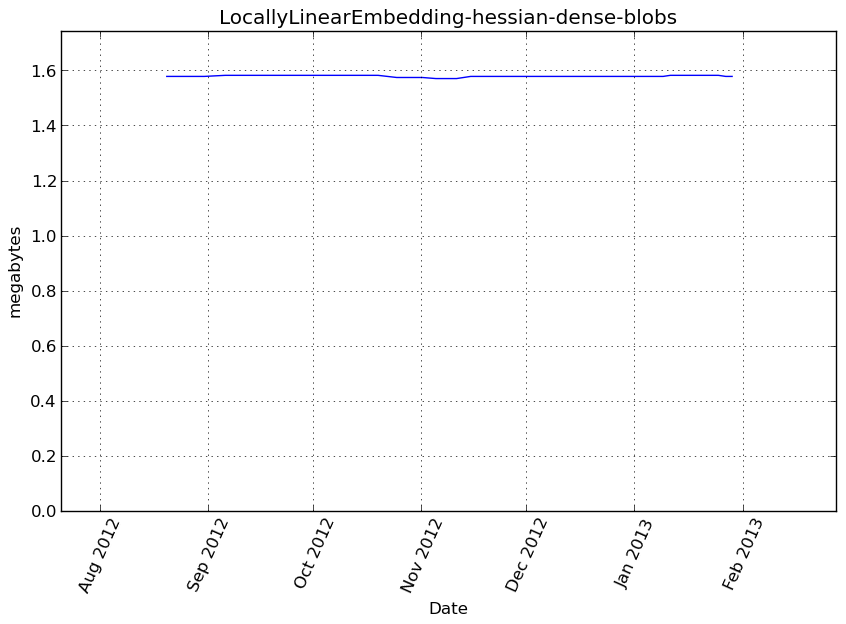 LocallyLinearEmbedding-hessian-dense-blobs
megabytes
1.6
1.4
1.2
1.0
0.8
0.6
0.4
0.2
0.0
Aug 2012
Sep 2012
Oct 2012
Nov 2012
Dec 2012
Jan 2013
Feb 2013
Date